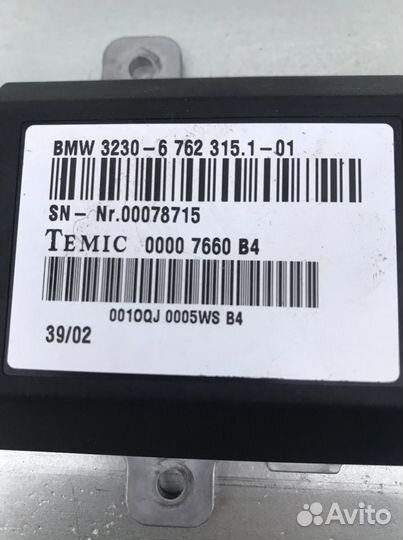 BMW 3230-6 762 315.1-01
SN- Nr.00078715
TEMIC 0000 7660 B4
0010QJ 0005WS B4
39/02
Avito